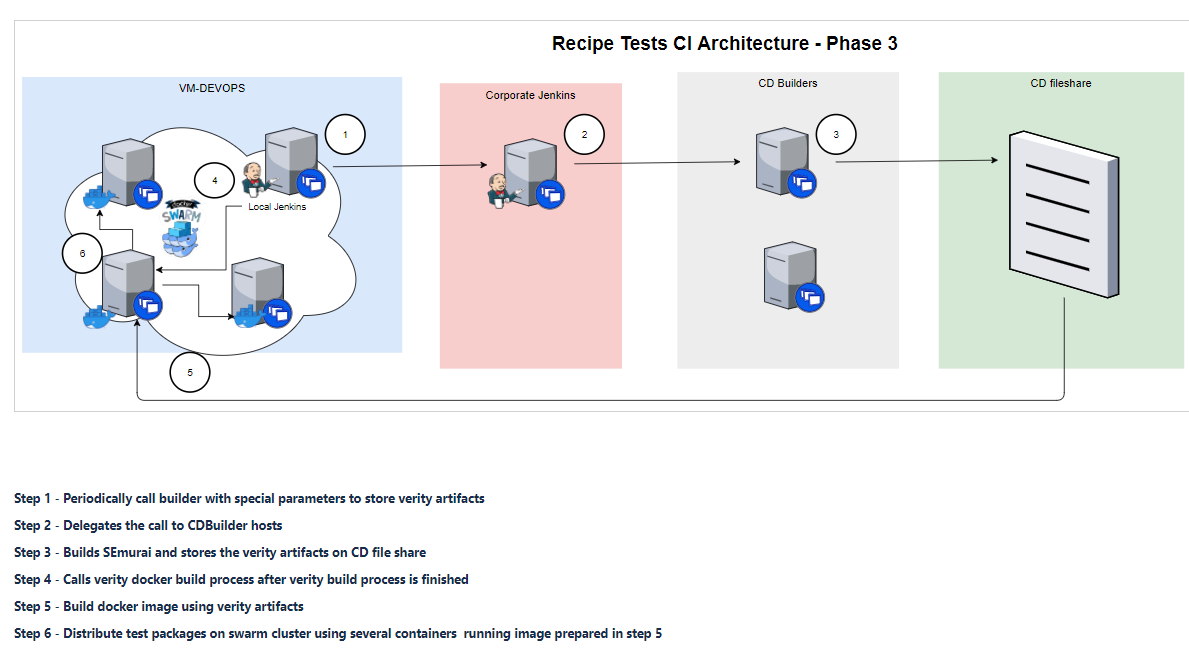 Recipe Tests CI Architecture - Phase 3
VM-DEVOPS
Corporate Jenkins
CD Builders
CD fileshare
1
2
3
4
Local Jenkins
SWARM
6
5
Step 1 - Periodically call builder with special parameters to store verity artifacts
Step 2 - Delegates the call to CDBuilder hosts
Step 3 - Builds SEmurai and stores the verity artifacts on CD file share
Step 4 - Calls verity docker build process after verity build process is finished
Step 5 - Build docker image using verity artifacts
Step 6 - Distribute test packages on swarm cluster using several containers  running image prepared in step 5